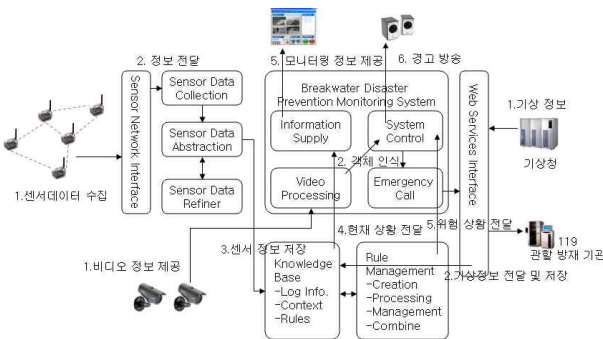 2. 정보 전달
5. 모니터링 정보 제공
6. 경고 방송
Sensor Network Interface
Sensor Data
Collection
Sensor Data
Abstraction
Sensor Data
Refiner
Breakwater Disaster
Prevention Monitoring System
Information
Supply
System
Control
2. 객체 인식
Video
Processing
Emergency
Call
Web Services Interface
1.기상 정보
기상청
1.센서데이터 수집
3.센서 정보 저장
4.현재 상황 전달
5.위험 상황 전달
119
관할 방재 기관
1.비디오 정보 제공
Knowledge
Base
-Log Info.
-Context
-Rules
Rule
Management
-Creation
-Processing
-Management
-Combine
2.기상정보 전달 및 저장